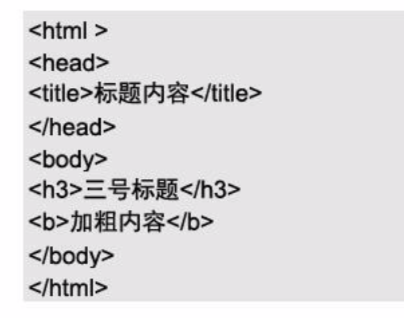 <html >
<head>
<title>标题内容</title>
</head>
<body>
<h3>三号标题</h3>
<b>加粗内容</b>
</body>
</html>